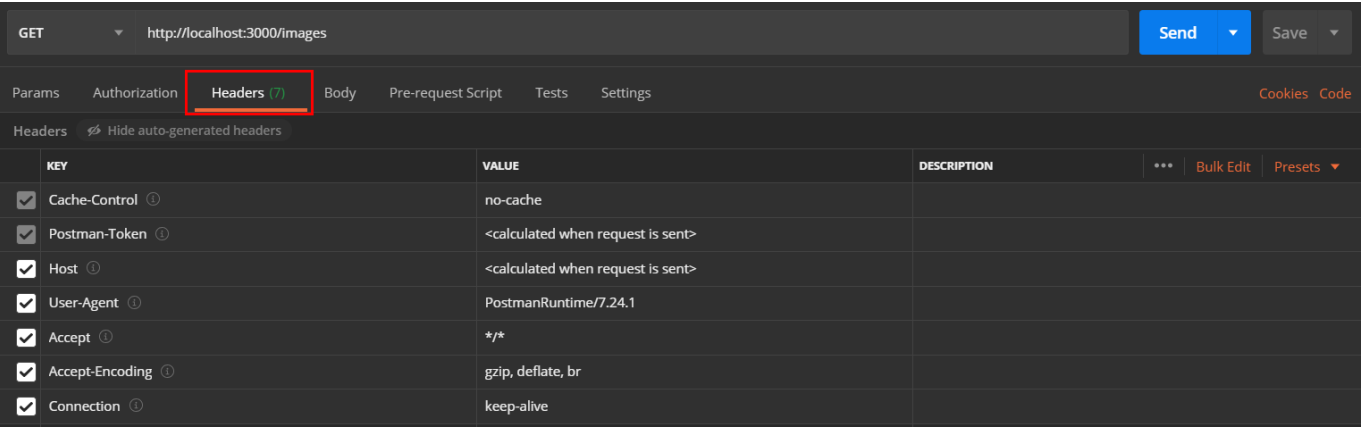 GET http://localhost:3000/images Send Save
Params Authorization Headers (7) Body Pre-request Script Tests Settings Cookies Code
Headers Hide auto-generated headers
KEY VALUE DESCRIPTION ••• Bulk Edit Presets
Cache-Control no-cache
Postman-Token <calculated when request is sent>
Host <calculated when request is sent>
User-Agent PostmanRuntime/7.24.1
Accept */*
Accept-Encoding gzip, deflate, br
Connection keep-alive